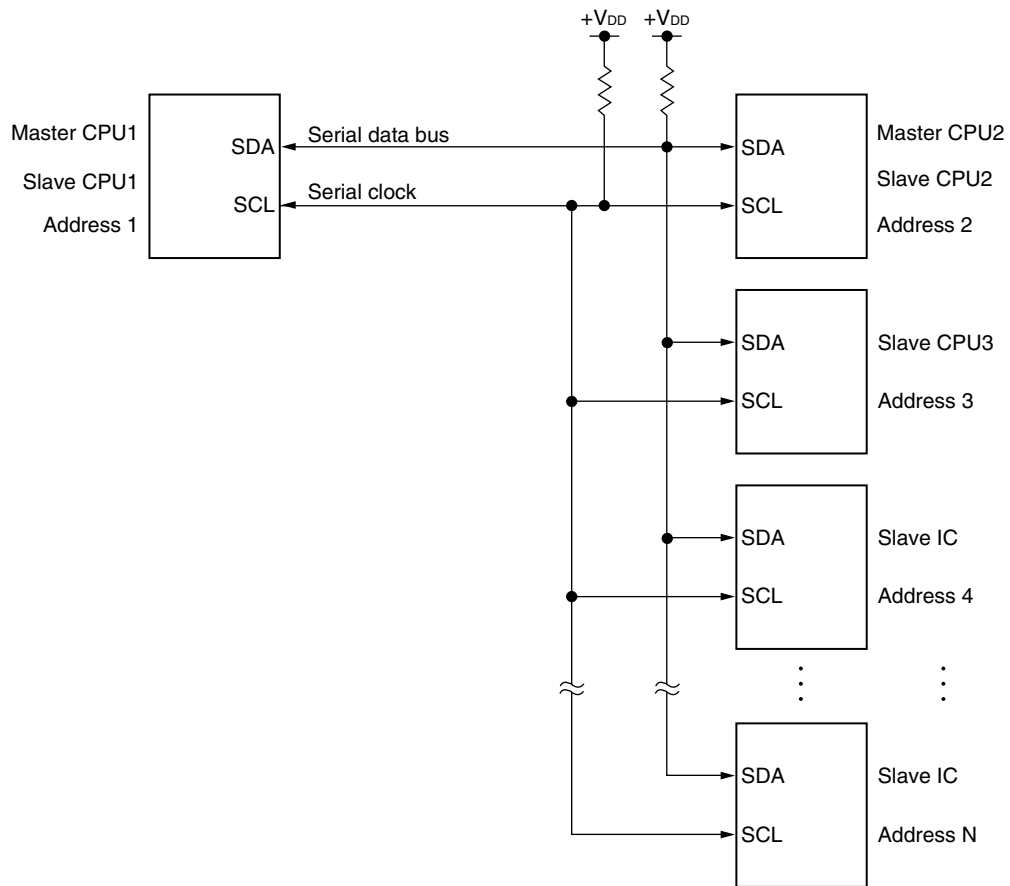 +VDD +VDD
Master CPU1
Slave CPU1
Address 1
SDA
SCL
Serial data bus
Serial clock
SDA
SCL
Master CPU2
Slave CPU2
Address 2
SDA
SCL
Slave CPU3
Address 3
SDA
SCL
Slave IC
Address 4
SDA
SCL
Slave IC
Address N